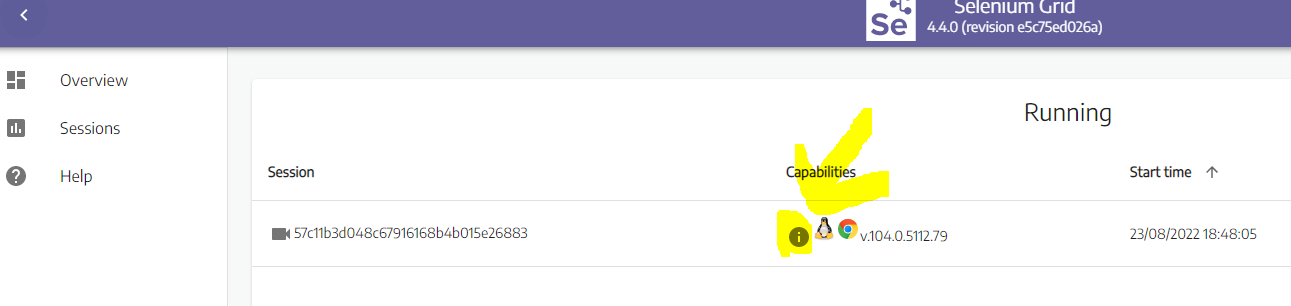 Selenium Grid
Se
4.4.0 (revision e5c75ed026a)
Overview
Sessions
Help
Running
Session Capabilities Start time
57c11b3d048c67916168b4b015e26883 v.104.0.5112.79 23/08/2022 18:48:05